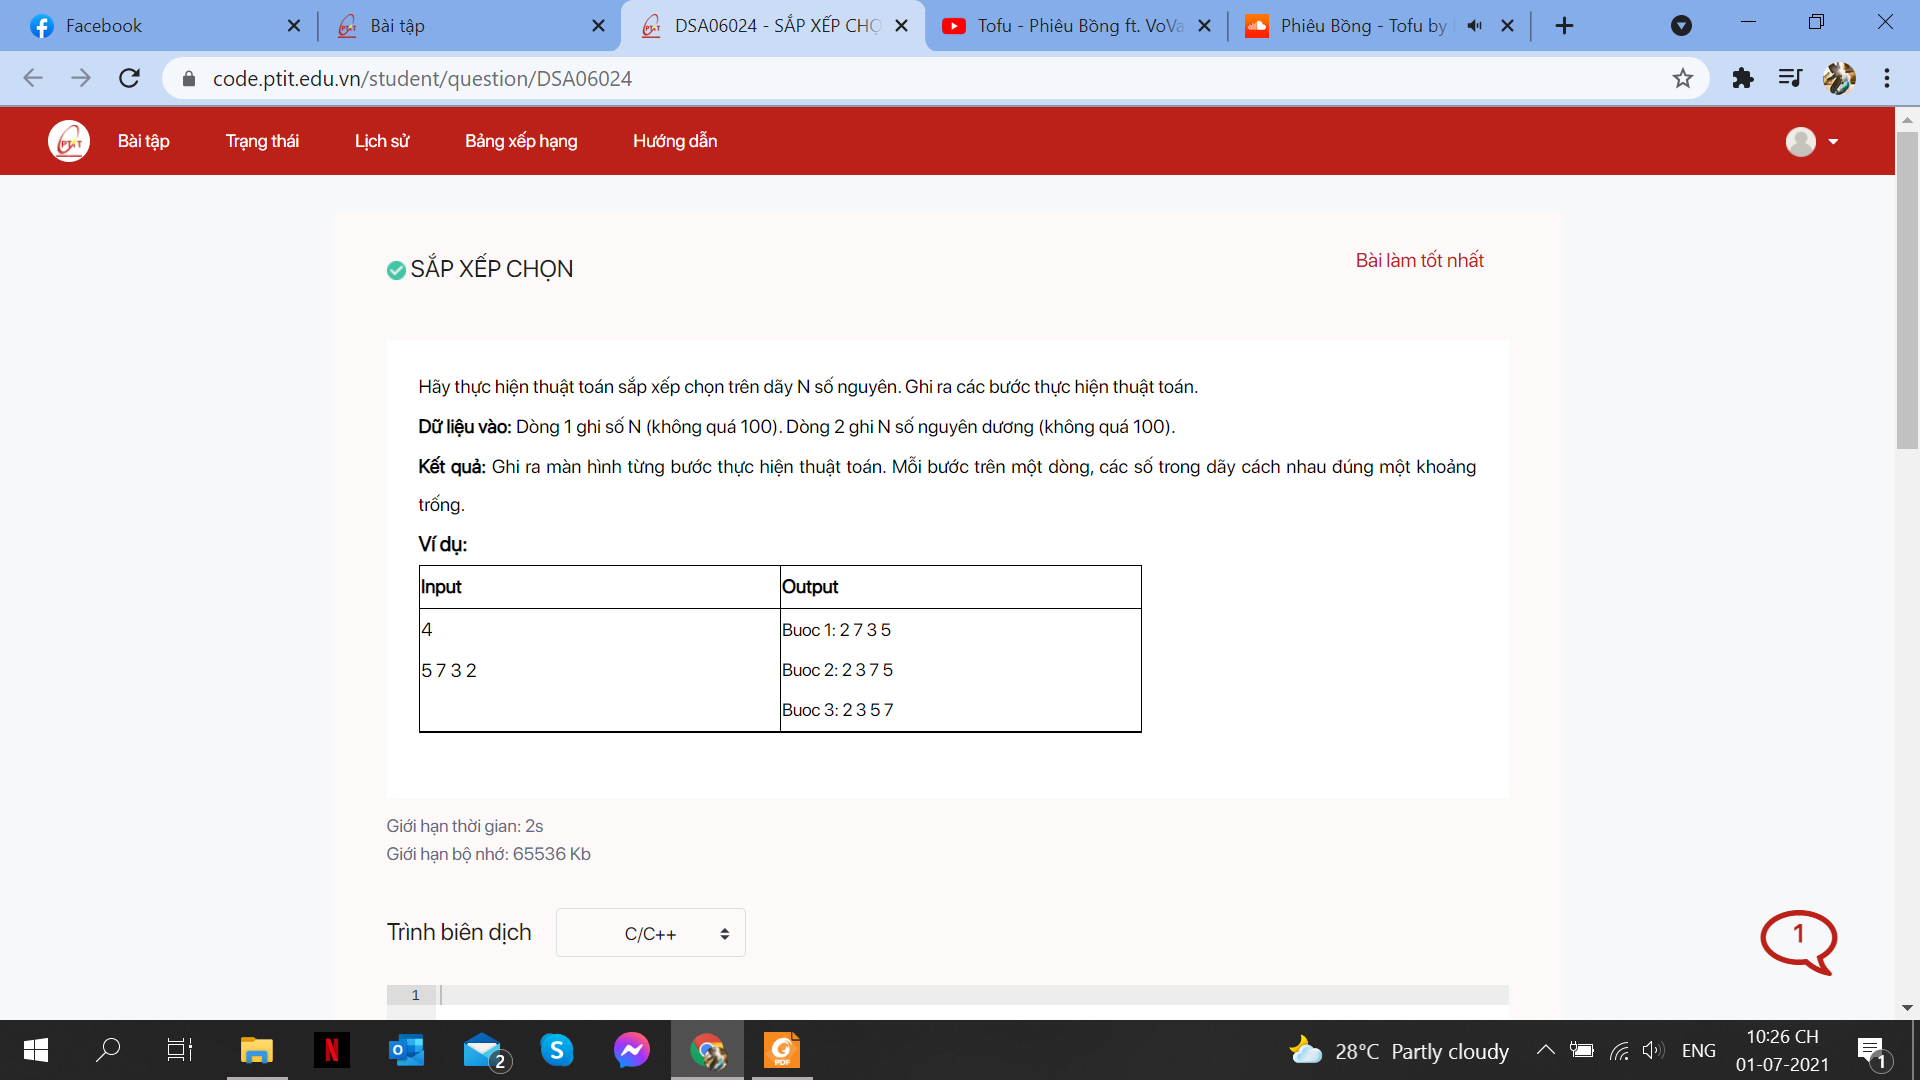 Facebook
Bài tập
DSA06024 - SẮP XẾP CHỌ
Tofu - Phiêu Bồng ft. VoVa
Phiêu Bồng - Tofu by
code.ptit.edu.vn/student/question/DSA06024
PTIT
Bài tập
Trạng thái
Lịch sử
Bảng xếp hạng
Hướng dẫn
SẮP XẾP CHỌN
Bài làm tốt nhất
Hãy thực hiện thuật toán sắp xếp chọn trên dãy N số nguyên. Ghi ra các bước thực hiện thuật toán.
Dữ liệu vào: Dòng 1 ghi số N (không quá 100). Dòng 2 ghi N số nguyên dương (không quá 100).
Kết quả: Ghi ra màn hình từng bước thực hiện thuật toán. Mỗi bước trên một dòng, các số trong dãy cách nhau đúng một khoảng
trống.
Ví dụ:
Input
Output
4
5 7 3 2
Buoc 1: 2 7 3 5
Buoc 2: 2 3 7 5
Buoc 3: 2 3 5 7
Giới hạn thời gian: 2s
Giới hạn bộ nhớ: 65536 Kb
Trình biên dịch
C/C++
1
1
2
PDF
28°C Partly cloudy
ENG
10:26 CH
01-07-2021
1